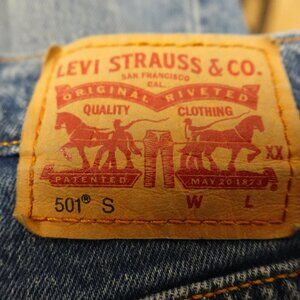 LEVI STRAUSS & CO.
SAN FRANCISCO
CAL.
ORIGINAL RIVETED
QUALITY CLOTHING
XX
PATENTED MAY 20 1873
501® S W L